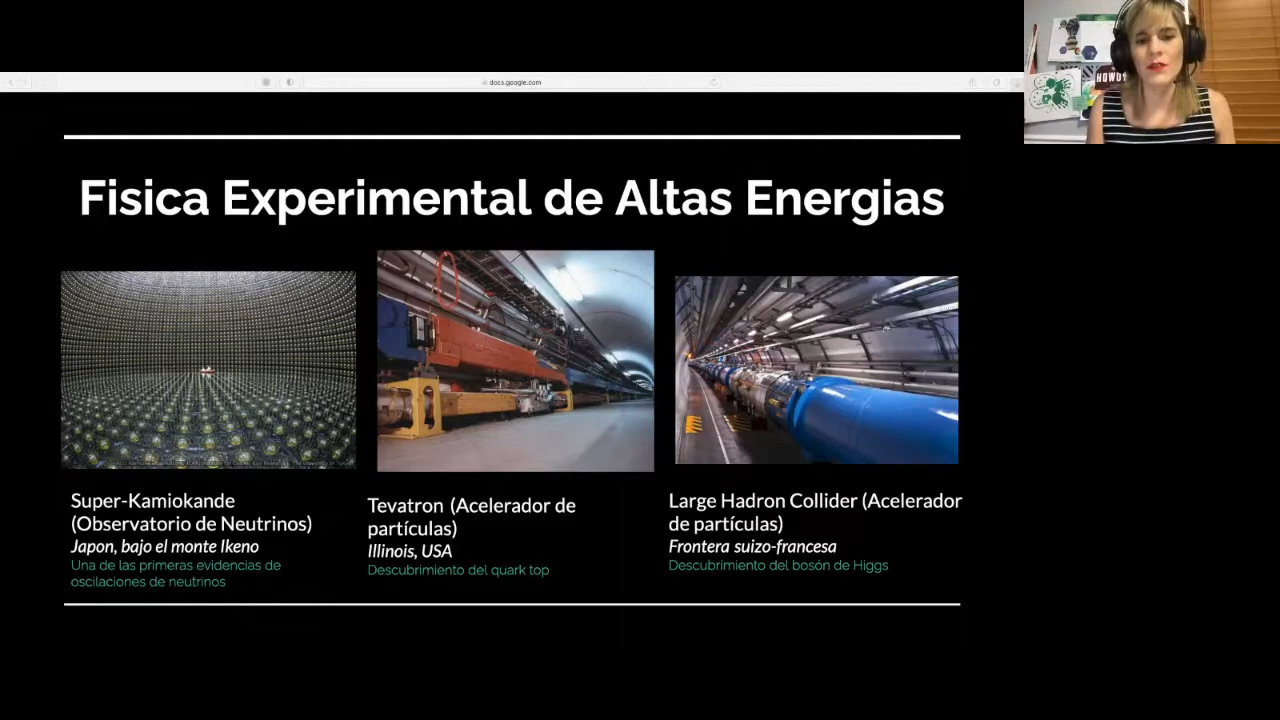 docs.google.com
HOWDY
Fisica Experimental de Altas Energias
Super-Kamiokande
(Observatorio de Neutrinos)
Japon, bajo el monte Ikeno
Una de las primeras evidencias de
oscilaciones de neutrinos
Tevatron (Acelerador de
partículas)
Illinois, USA
Descubrimiento del quark top
Large Hadron Collider (Acelerador
de partículas)
Frontera suizo-francesa
Descubrimiento del bosón de Higgs